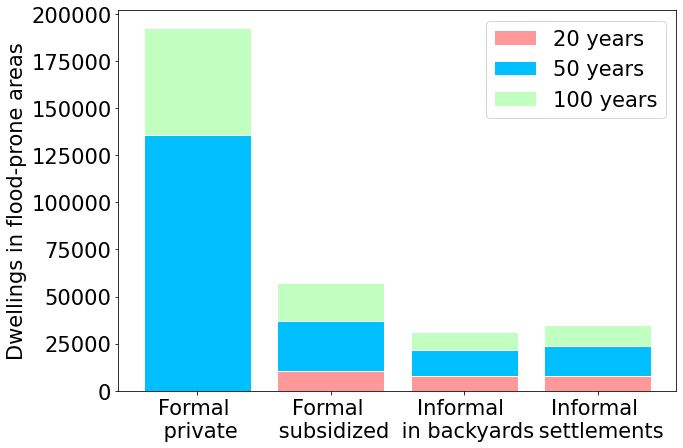 Dwellings in flood-prone areas
200000
175000
150000
125000
100000
75000
50000
25000
0
20 years
50 years
100 years
Formal
private
Formal
subsidized
Informal
in backyards
Informal
settlements